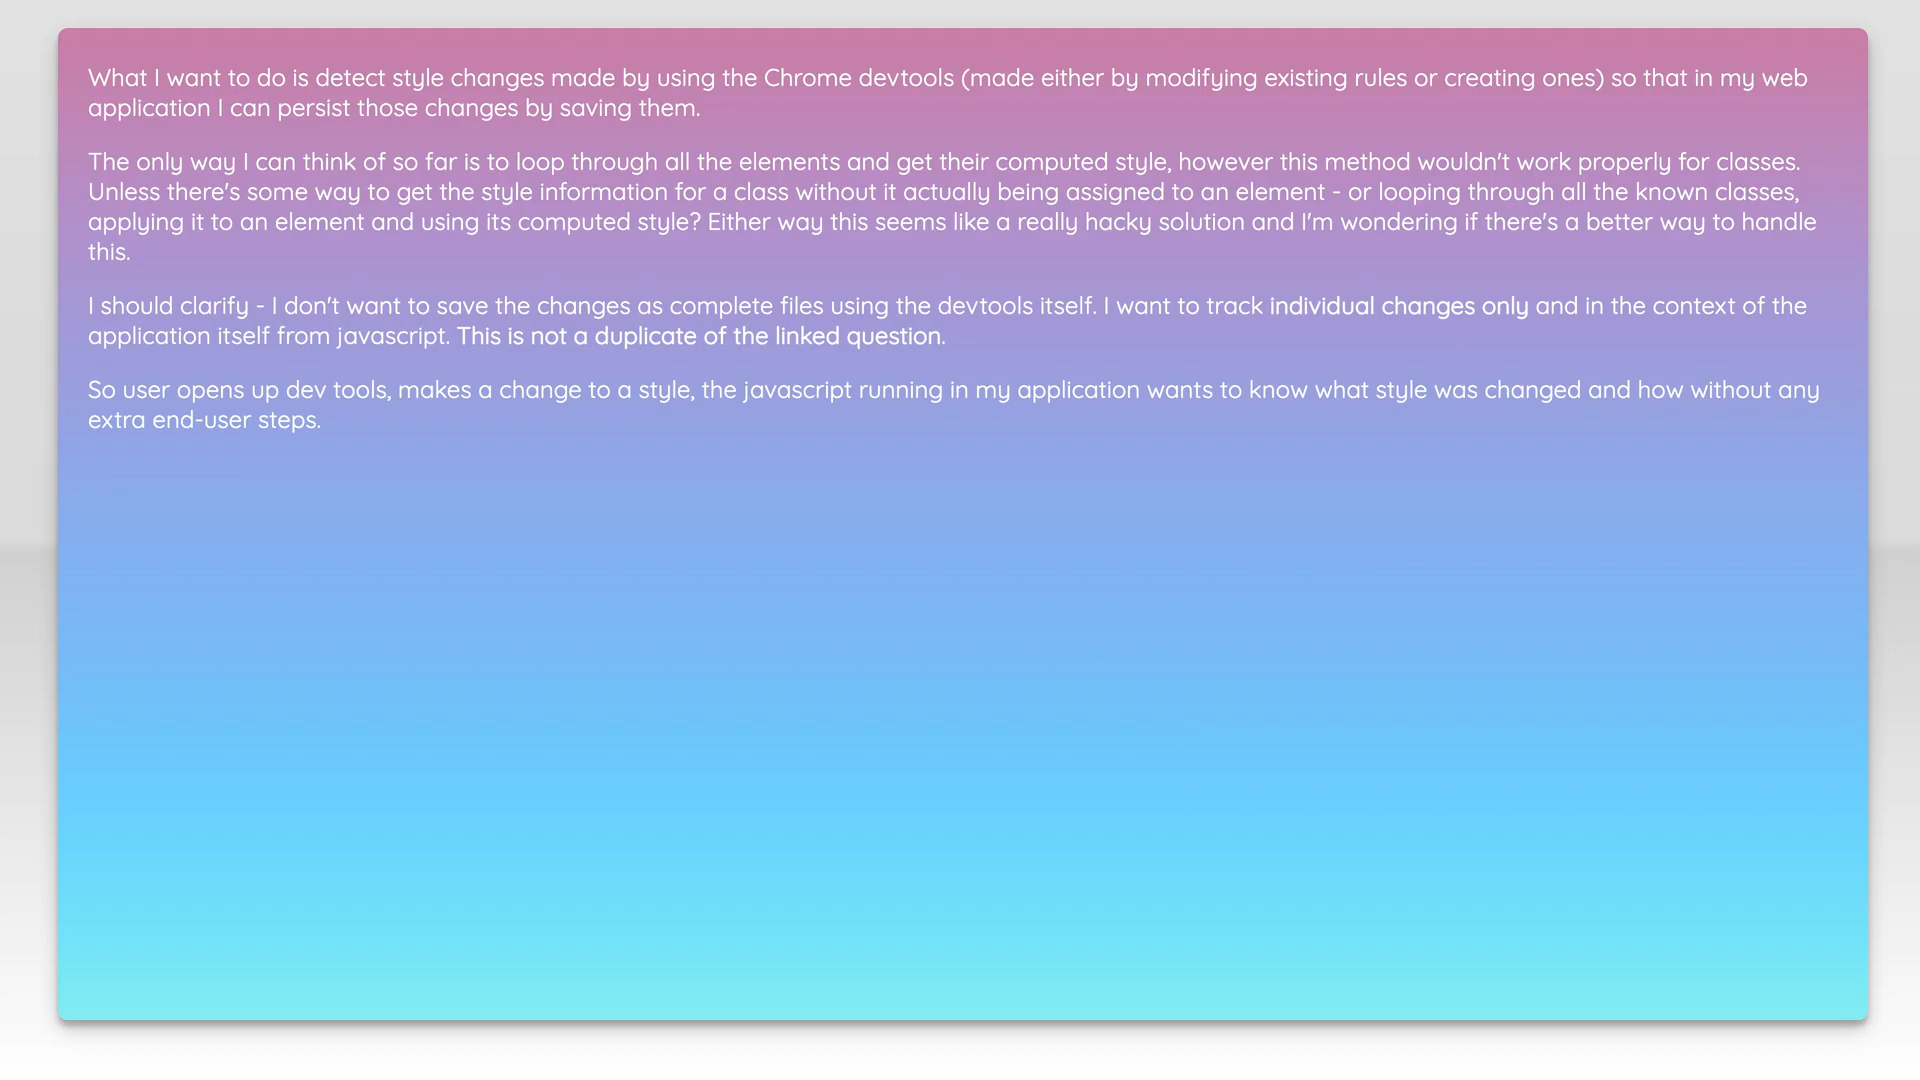 What I want to do is detect style changes made by using the Chrome devtools (made either by modifying existing rules or creating ones) so that in my web
application I can persist those changes by saving them.
The only way I can think of so far is to loop through all the elements and get their computed style, however this method wouldn't work properly for classes.
Unless there's some way to get the style information for a class without it actually being assigned to an element - or looping through all the known classes,
applying it to an element and using its computed style? Either way this seems like a really hacky solution and I'm wondering if there's a better way to handle
this.
I should clarify - I don't want to save the changes as complete files using the devtools itself. I want to track individual changes only and in the context of the
application itself from javascript. This is not a duplicate of the linked question.
So user opens up dev tools, makes a change to a style, the javascript running in my application wants to know what style was changed and how without any
extra end-user steps.